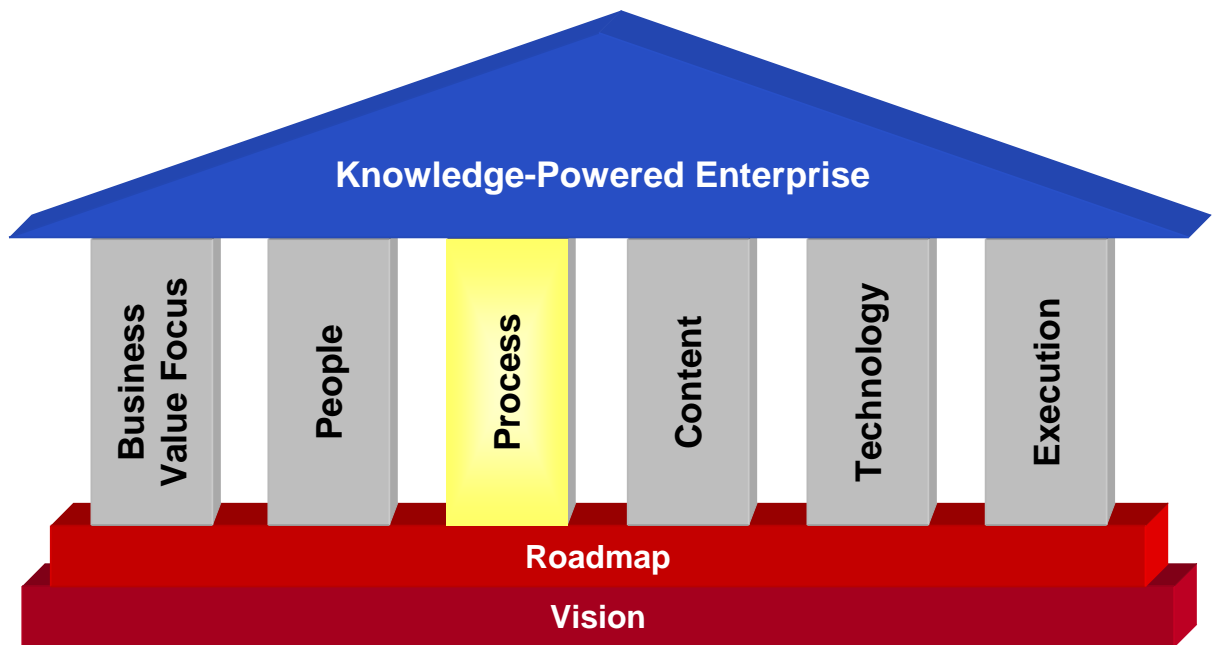 Knowledge-Powered Enterprise
Business
Value Focus
People
Process
Content
Technology
Execution
Roadmap
Vision